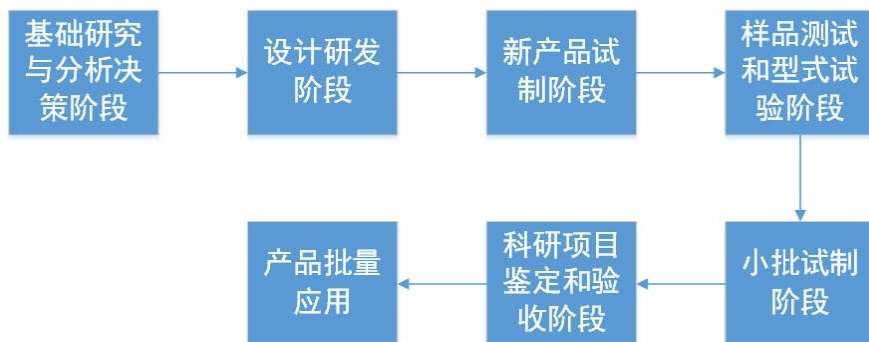 基础研究
与分析决
策阶段
设计研发
阶段
新产品试
制阶段
样品测试
和型式试
验阶段
小批试制
阶段
科研项目
鉴定和验
收阶段
产品批量
应用